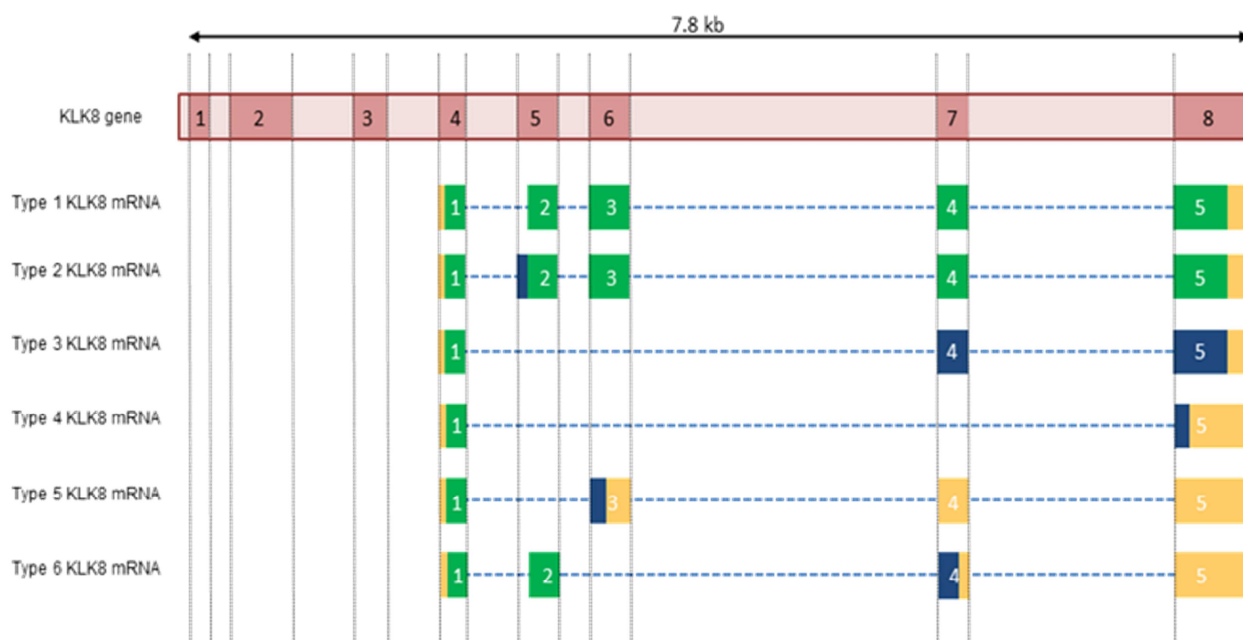 7.8 kb
KLK8 gene 1 2 3 4 5 6 7 8
Type 1 KLK8 mRNA 1 2 3 4 5
Type 2 KLK8 mRNA 1 2 3 4 5
Type 3 KLK8 mRNA 1 4 5
Type 4 KLK8 mRNA 1 5
Type 5 KLK8 mRNA 1 3 4 5
Type 6 KLK8 mRNA 1 2 4 5